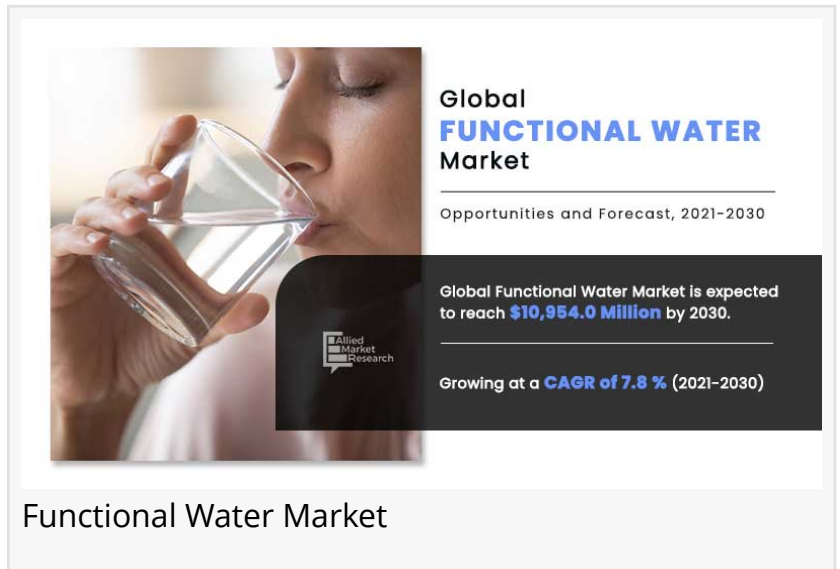 Global
FUNCTIONAL WATER
Market
Opportunities and Forecast, 2021-2030
Global Functional Water Market is expected
to reach $10,954.0 Million by 2030.
Allied
Market
Research
Growing at a CAGR of 7.8 % (2021-2030)
Functional Water Market